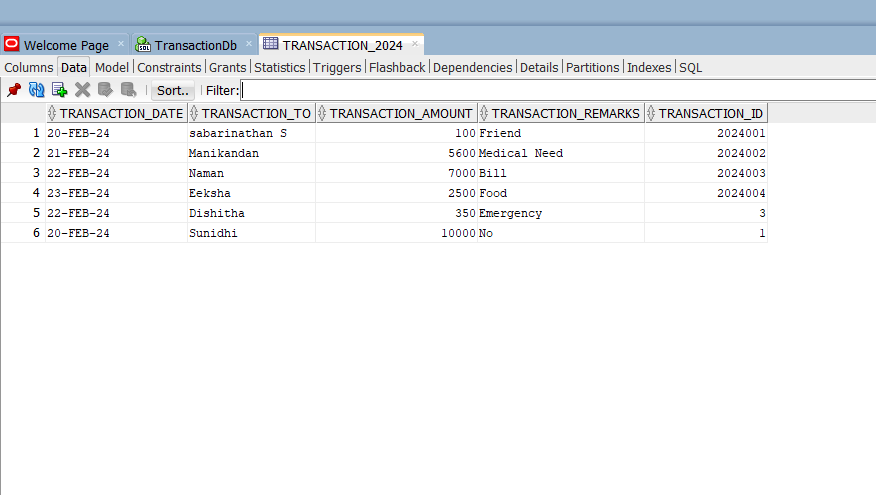 Welcome Page × TransactionDb × TRANSACTION_2024 ×
Columns Data Model Constraints Grants Statistics Triggers Flashback Dependencies Details Partitions Indexes SQL
Sort.. Filter:
TRANSACTION_DATE TRANSACTION_TO TRANSACTION_AMOUNT TRANSACTION_REMARKS TRANSACTION_ID
1 20-FEB-24 sabarinathan S 100 Friend 2024001
2 21-FEB-24 Manikandan 5600 Medical Need 2024002
3 22-FEB-24 Naman 7000 Bill 2024003
4 23-FEB-24 Eeksha 2500 Food 2024004
5 22-FEB-24 Dishitha 350 Emergency 3
6 20-FEB-24 Sunidhi 10000 No 1